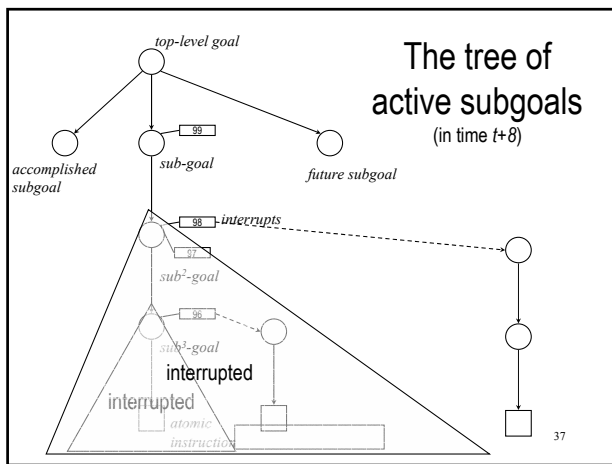 top-level goal
The tree of
active subgoals
(in time t+8)
99
accomplished
subgoal
sub-goal
future subgoal
98
interrupts
97
sub²-goal
96
sub³-goal
interrupted
interrupted
atomic
instruction
37